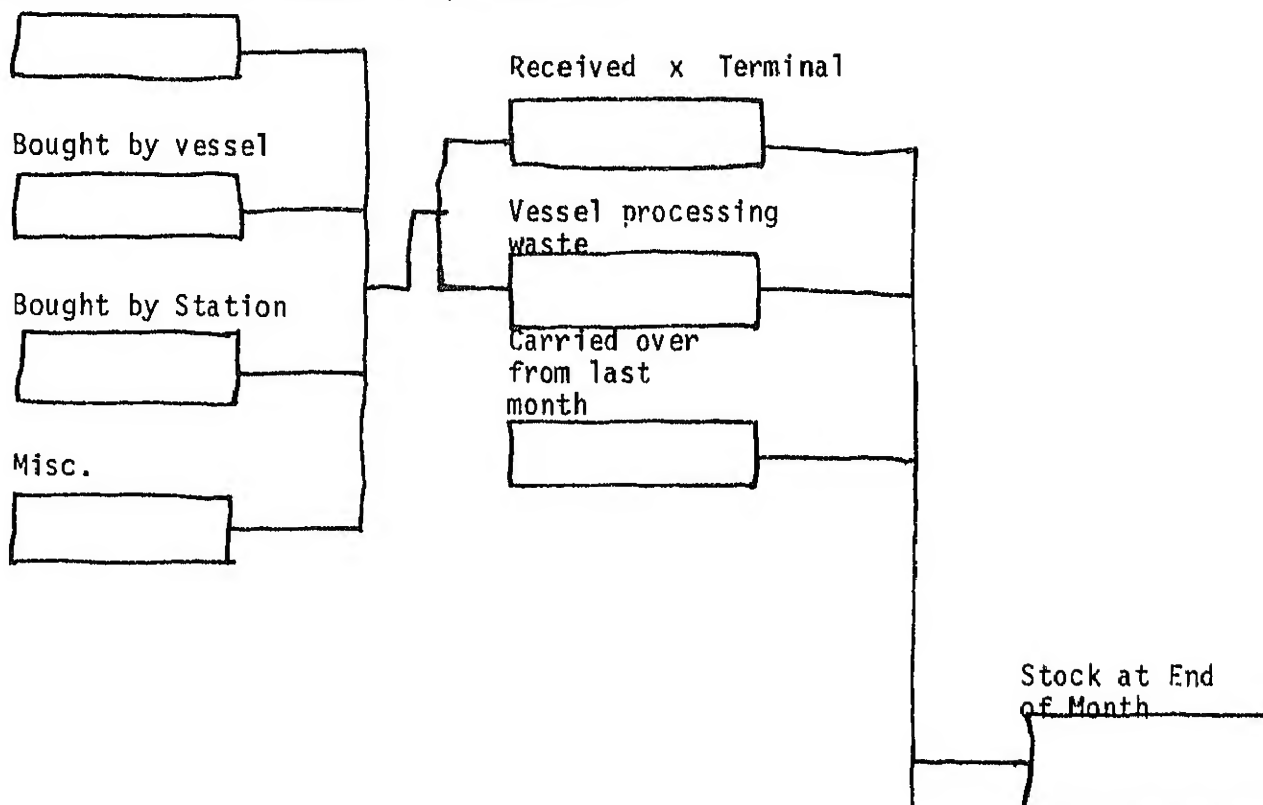 Received x Terminal
Bought by vessel
Vessel processing
waste
Bought by Station
Carried over
from last
month
Misc.
Stock at End
of Month